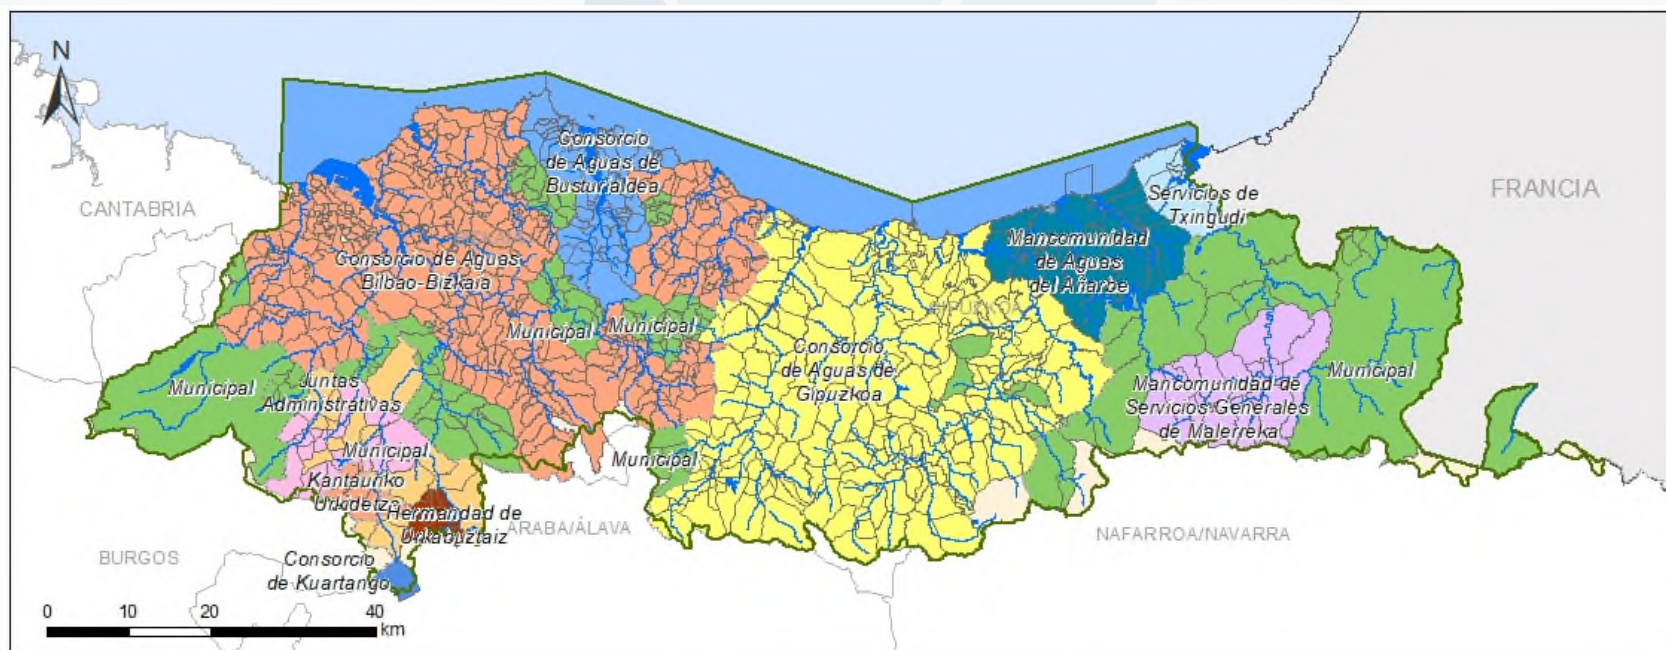 N
CANTABRIA
FRANCIA
Consorcio
de Aguas de
Busturialdea
Servicios de
Txingudi
Consorcio de Aguas
Bilbao-Bizkaia
Mancomunidad
de Aguas
del Añarbe
GIPUZKOA
Municipal
Municipal
Consorcio
de Aguas de
Gipuzkoa
Municipal
Juntas
Administrativas
Mancomunidad de
Servicios Generales
de Malerreka
Municipal
Municipal
Municipal
Kantauriko
Urkidetza
Hermandad de
Urkabuztaiz
ARABA/ÁLAVA
NAFARROA/NAVARRA
BURGOS
Consorcio
de Kuartango
0 10 20 40
km